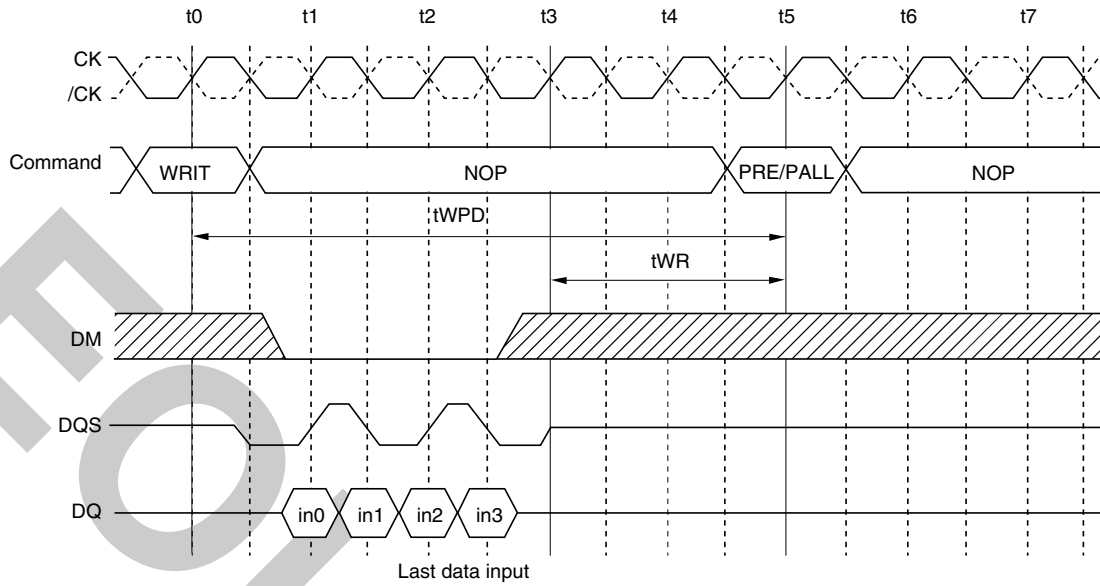 t0 t1 t2 t3 t4 t5 t6 t7
CK
/CK
Command WRIT NOP PRE/PALL NOP
tWPD
tWR
DM
DQS
DQ in0 in1 in2 in3
Last data input